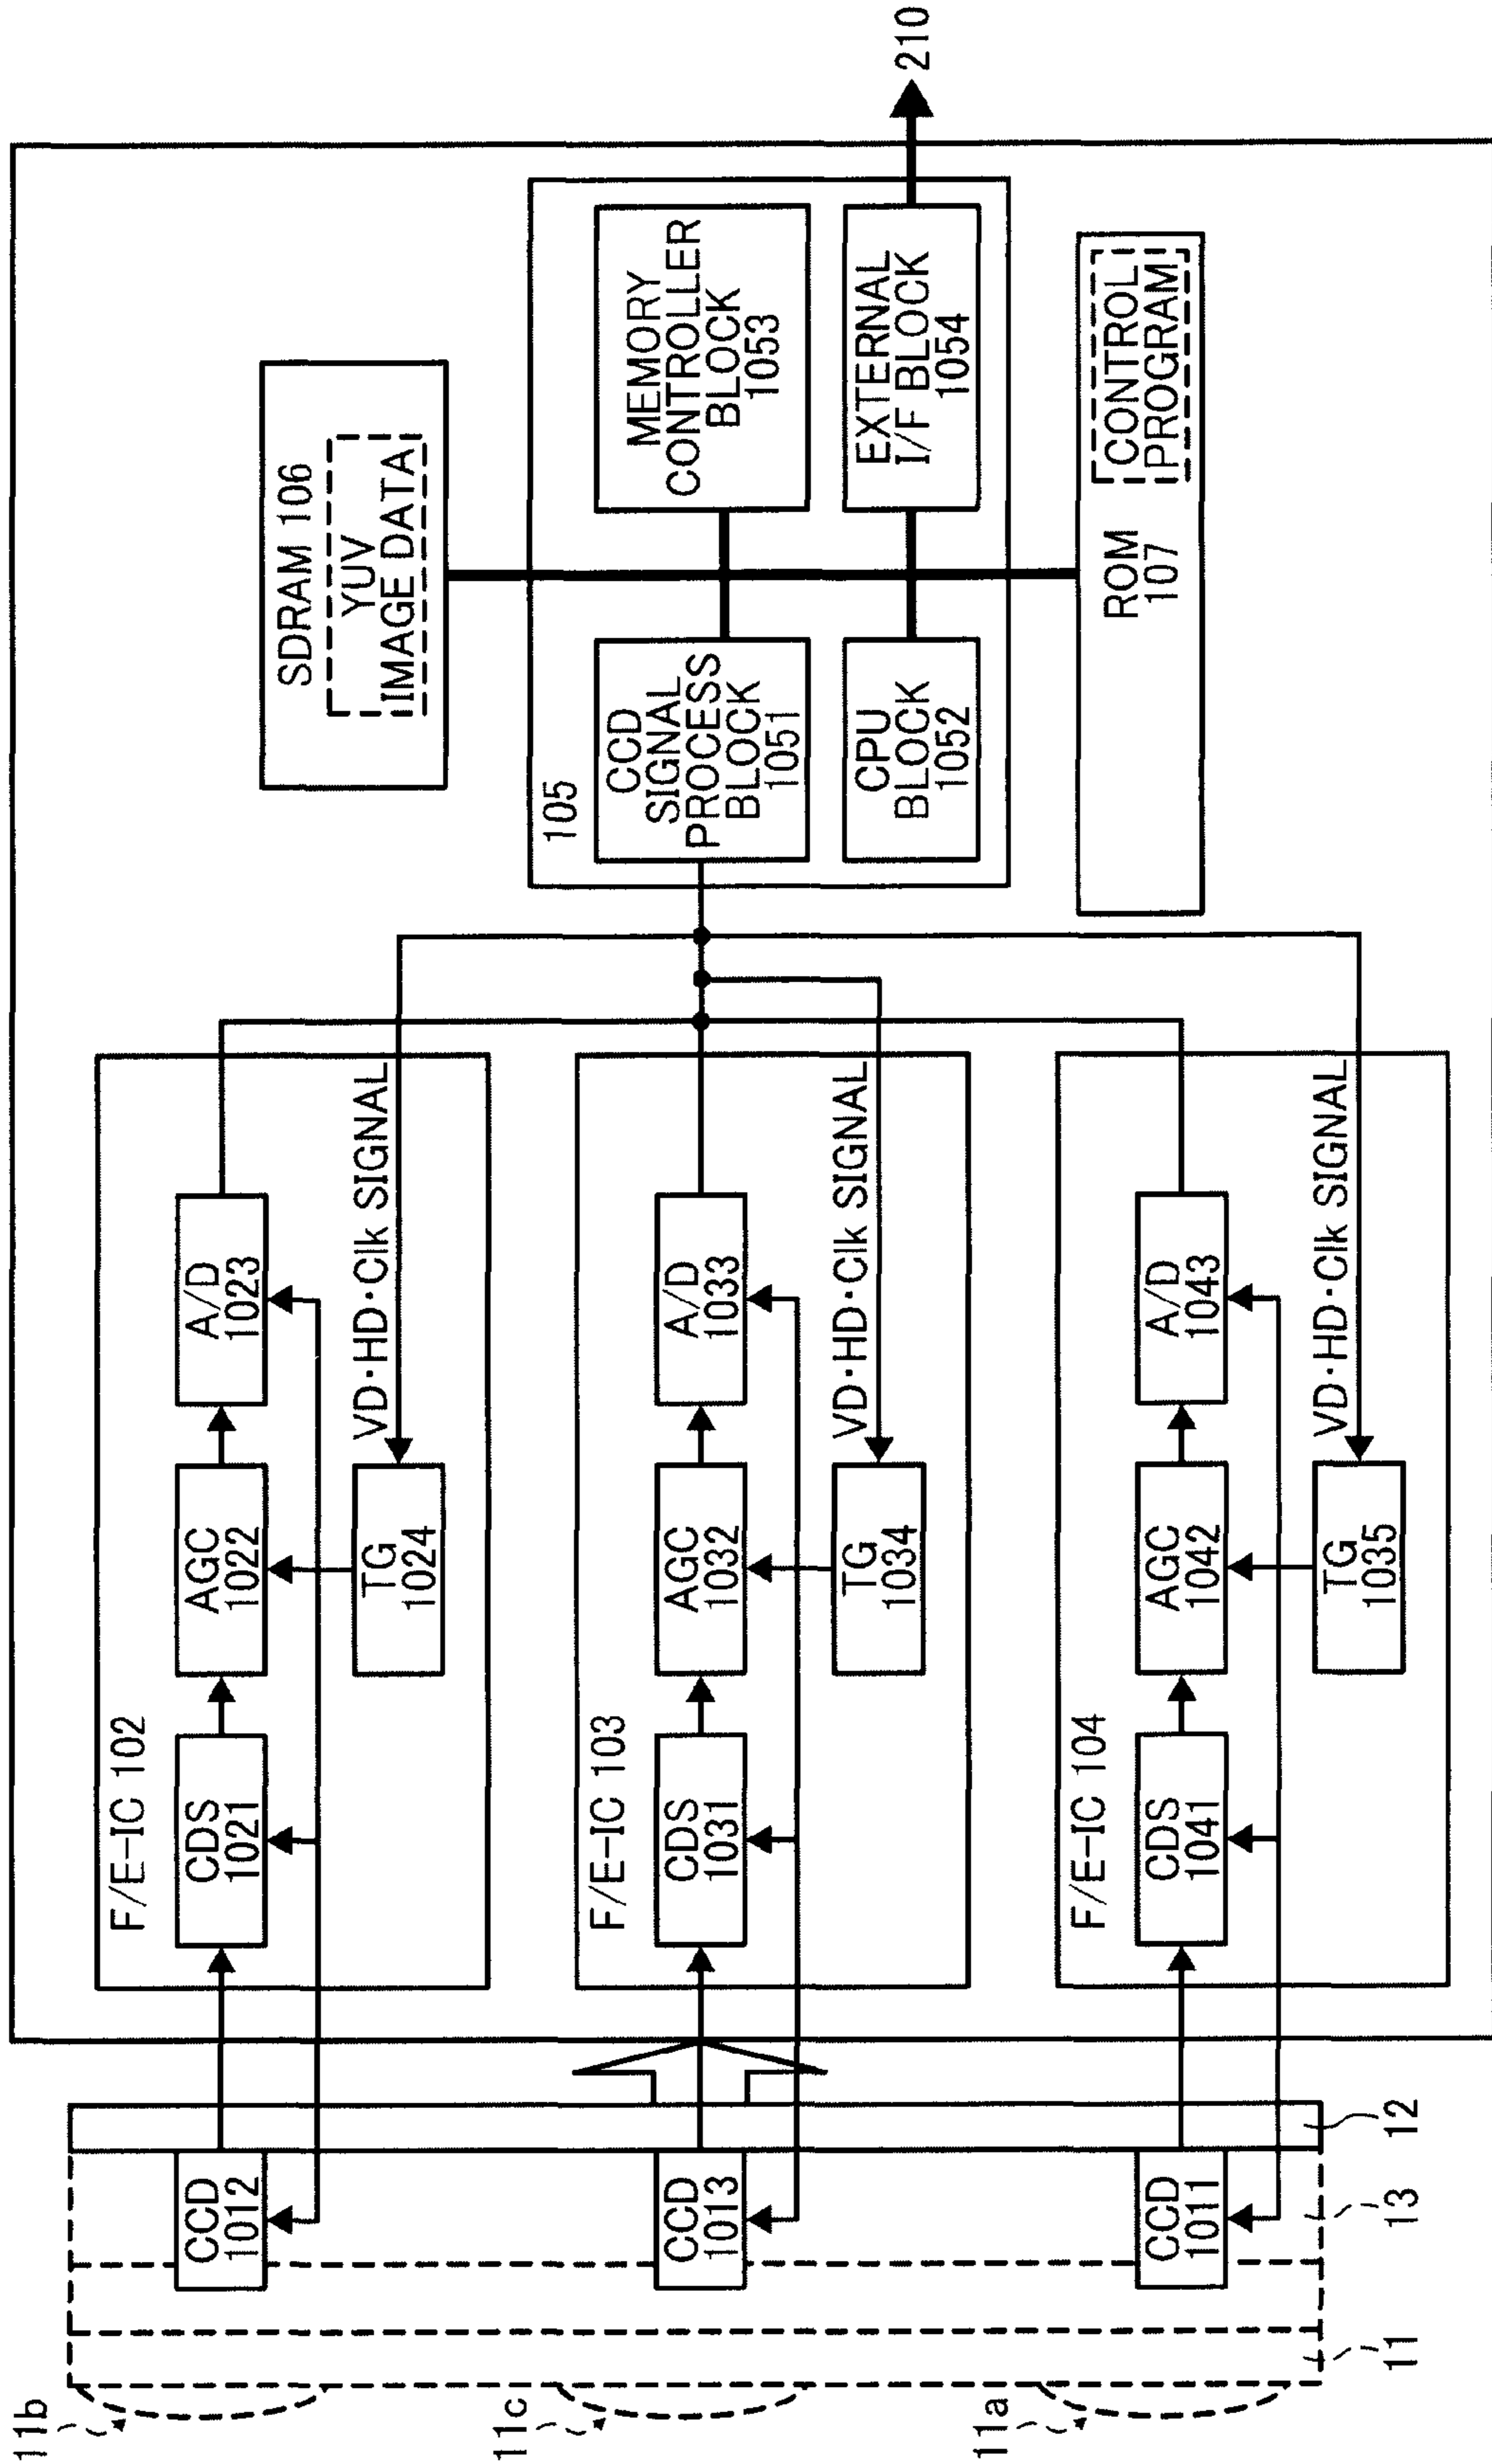 11b
11c
11a
CCD
1012
CCD
1013
CCD
1011
11
13
12
F/E-IC 102
CDS
1021
AGC
1022
A/D
1023
TG
1024
VD·HD·Clk SIGNAL
F/E-IC 103
CDS
1031
AGC
1032
A/D
1033
TG
1034
VD·HD·Clk SIGNAL
F/E-IC 104
CDS
1041
AGC
1042
A/D
1043
TG
1035
VD·HD·Clk SIGNAL
SDRAM 106
YUV
IMAGE DATA
105
CCD
SIGNAL
PROCESS
BLOCK
1051
MEMORY
CONTROLLER
BLOCK
1053
CPU
BLOCK
1052
EXTERNAL
I/F BLOCK
1054
210
ROM
107
CONTROL
PROGRAM